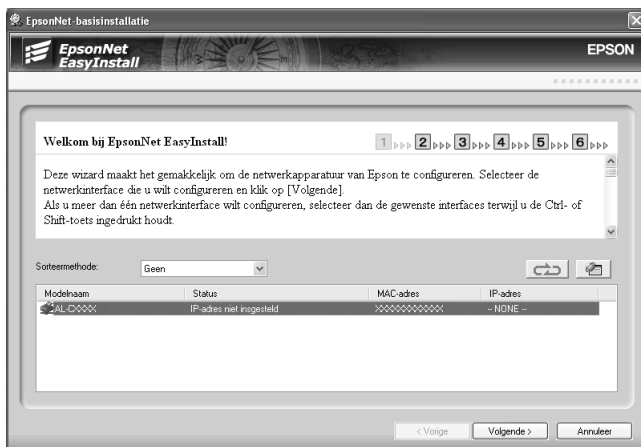 EpsonNet-basisinstallatie
EpsonNet
EasyInstall
EPSON
W
S
Welkom bij EpsonNet EasyInstall!
1 2 3 4 5 6
Deze wizard maakt het gemakkelijk om de netwerkapparatuur van Epson te configureren. Selecteer de
netwerkinterface die u wilt configureren en klik op [Volgende].
Als u meer dan één netwerkinterface wilt configureren, selecteer dan de gewenste interfaces terwijl u de Ctrl- of
Shift-toets ingedrukt houdt.
Sorteermethode: Geen
Modelnaam Status MAC-adres IP-adres
AL-CXXXX IP-adres niet insgesteld XXXXXXXXXXX -- NONE --
< Vorige Volgende > Annuleer